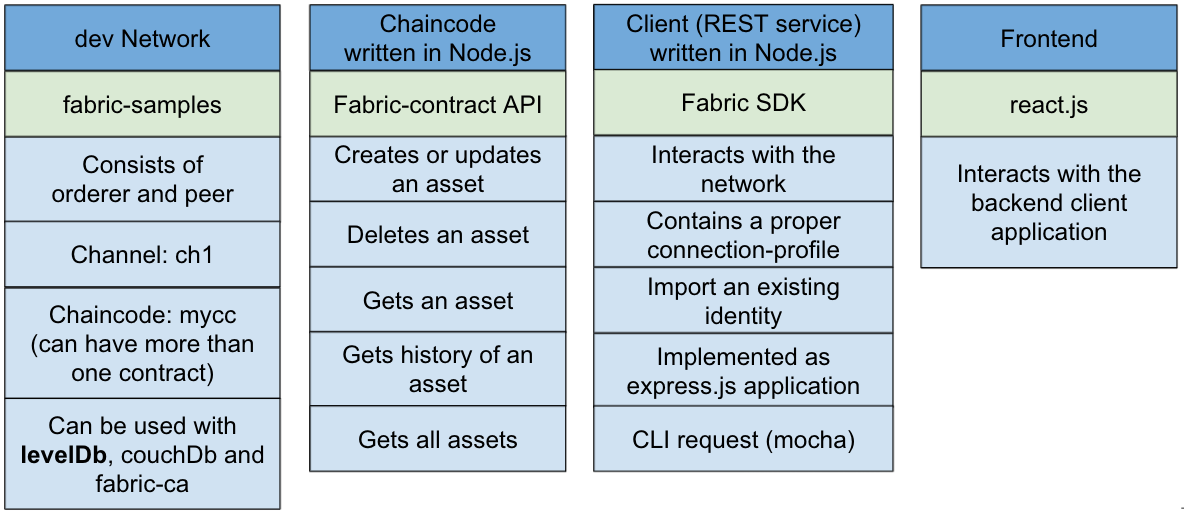 dev Network
fabric-samples
Consists of
orderer and peer
Channel: ch1
Chaincode: mycc
(can have more than
one contract)
Can be used with
levelDb, couchDb and
fabric-ca
Chaincode
written in Node.js
Fabric-contract API
Creates or updates
an asset
Deletes an asset
Gets an asset
Gets history of an
asset
Gets all assets
Client (REST service)
written in Node.js
Fabric SDK
Interacts with the
network
Contains a proper
connection-profile
Import an existing
identity
Implemented as
express.js application
CLI request (mocha)
Frontend
react.js
Interacts with the
backend client
application